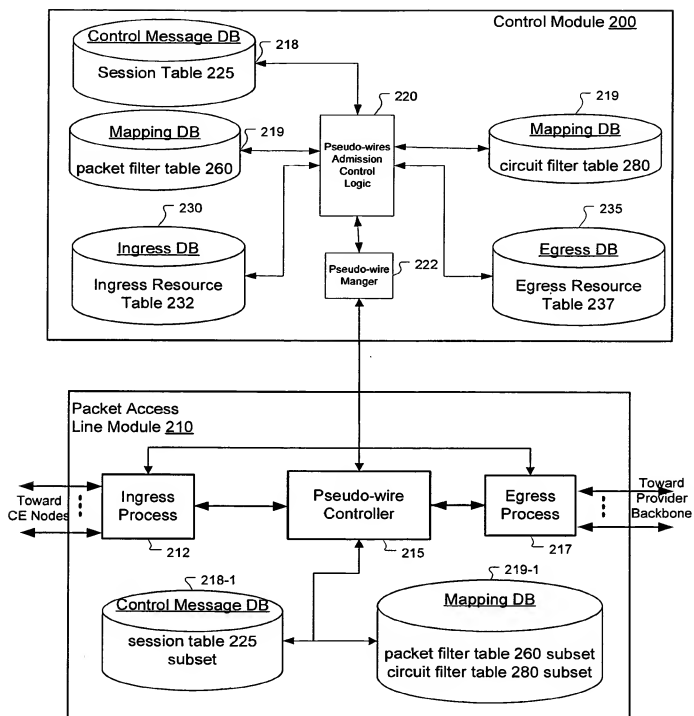 Control Module 200
Control Message DB
218
Session Table 225
220
219
Mapping DB
219
packet filter table 260
Pseudo-wires
Admission
Control
Logic
Mapping DB
circuit filter table 280
230
235
Ingress DB
Ingress Resource
Table 232
Pseudo-wire
Manger
222
Egress DB
Egress Resource
Table 237
Packet Access
Line Module 210
Toward
CE Nodes
Ingress
Process
212
Pseudo-wire
Controller
215
Egress
Process
217
Toward
Provider
Backbone
218-1
219-1
Control Message DB
session table 225
subset
Mapping DB
packet filter table 260 subset
circuit filter table 280 subset